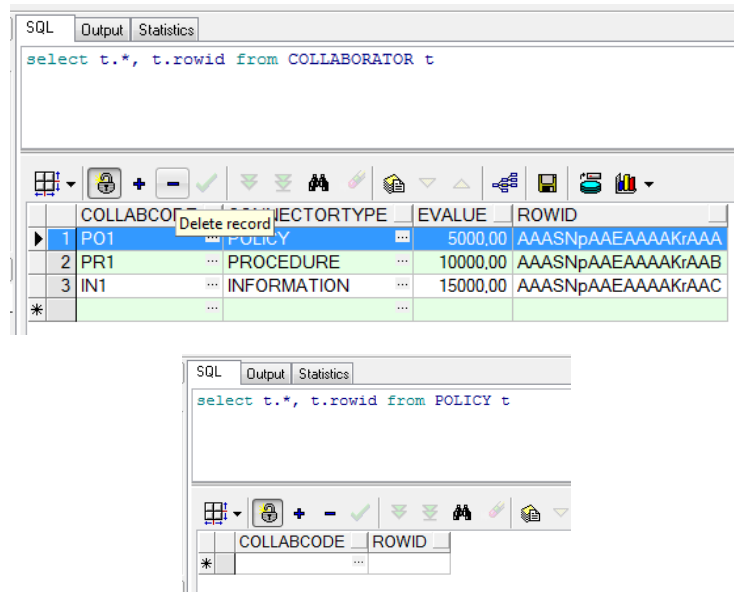 SQL Output Statistics
select t.*, t.rowid from COLLABORATOR t
COLLABCODE CONNECTORTYPE EVALUE ROWID
Delete record
1 PO1 ... POLICY ... 5000,00 AAASNpAAEAAAAKrAAA
2 PR1 ... PROCEDURE ... 10000,00 AAASNpAAEAAAAKrAAB
3 IN1 ... INFORMATION ... 15000,00 AAASNpAAEAAAAKrAAC
* ... ...
SQL Output Statistics
select t.*, t.rowid from POLICY t
COLLABCODE ROWID
* ...